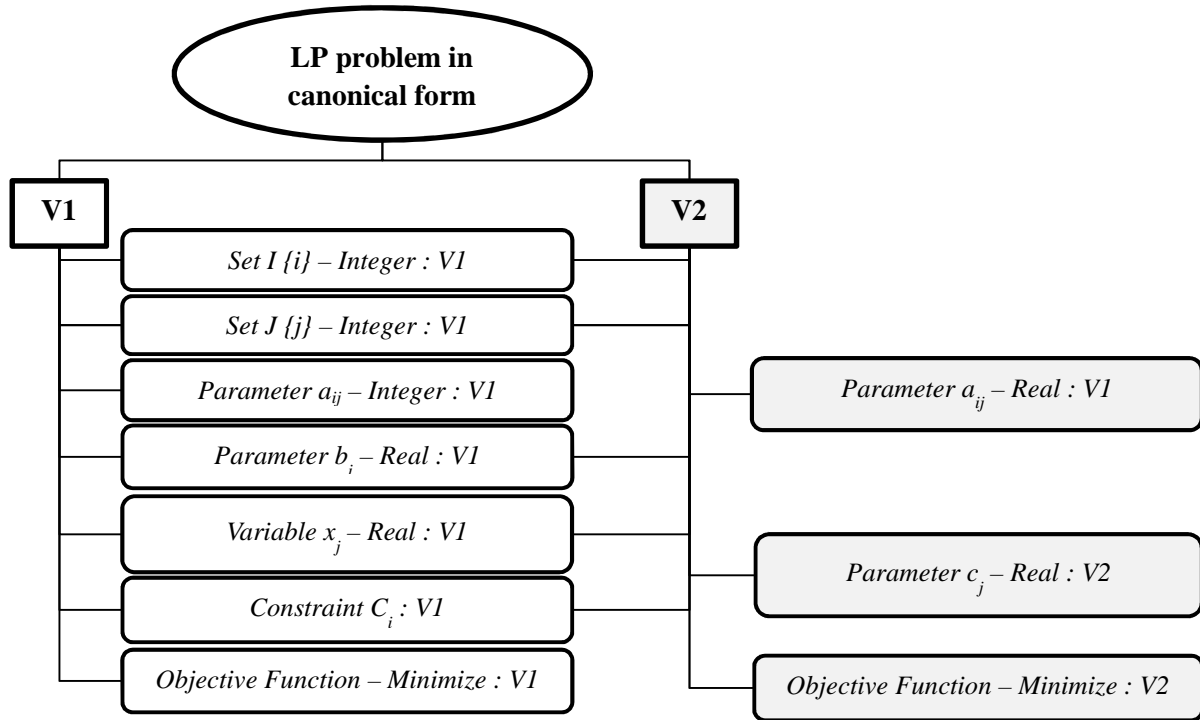 LP problem in
canonical form
V1
V2
Set I {i} – Integer : V1
Set J {j} – Integer : V1
Parameter aij – Integer : V1
Parameter aij – Real : V1
Parameter bi – Real : V1
Variable xj – Real : V1
Parameter cj – Real : V2
Constraint Ci : V1
Objective Function – Minimize : V1
Objective Function – Minimize : V2